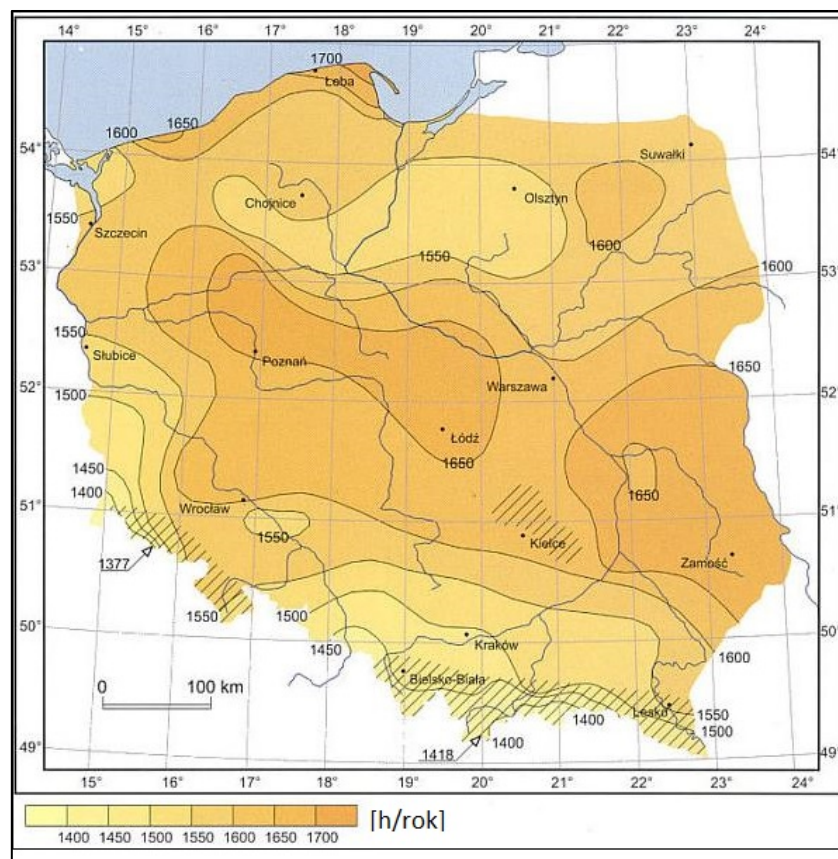 14° 15° 16° 17° 18° 19° 20° 21° 22° 23° 24°
1700
Łeba
1650
1600
54° 54°
Suwałki
Chojnice
Olsztyn
1550
Szczecin
1600
1550
53° 53°
1600
1550
Słubice
Poznań
1650
Warszawa
52° 52°
1500
Łódź
1650
1450
1650
1400
51° 51°
Wrocław
1550
Kielce
1377
Zamość
1550
1500
50° 50°
1450
Kraków
1600
0 100 km
Bielsko-Biała
Lesko
1550
1400
1500
1400
49° 49°
1418
15° 16° 17° 18° 19° 20° 21° 22° 23° 24°
[h/rok]
1400 1450 1500 1550 1600 1650 1700